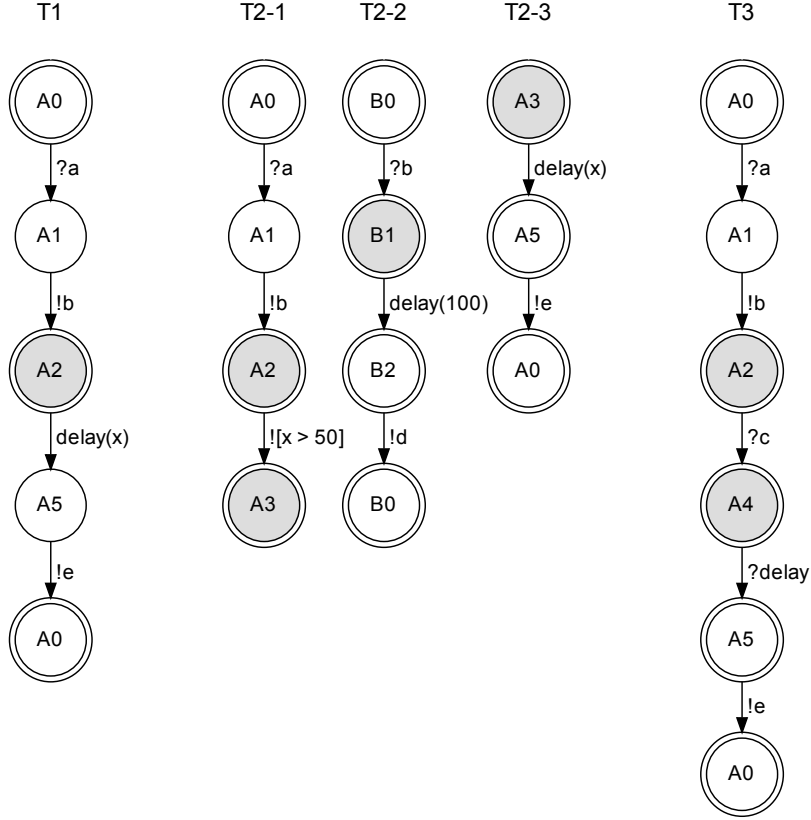 T1 T2-1 T2-2 T2-3 T3
A0 A0 B0 A3 A0
?a ?a ?b delay(x) ?a
A1 A1 B1 A5 A1
!b !b delay(100) !e !b
A2 A2 B2 A0 A2
delay(x) ![x > 50] !d ?c
A5 A3 B0 A4
!e ?delay
A0 A5
!e
A0